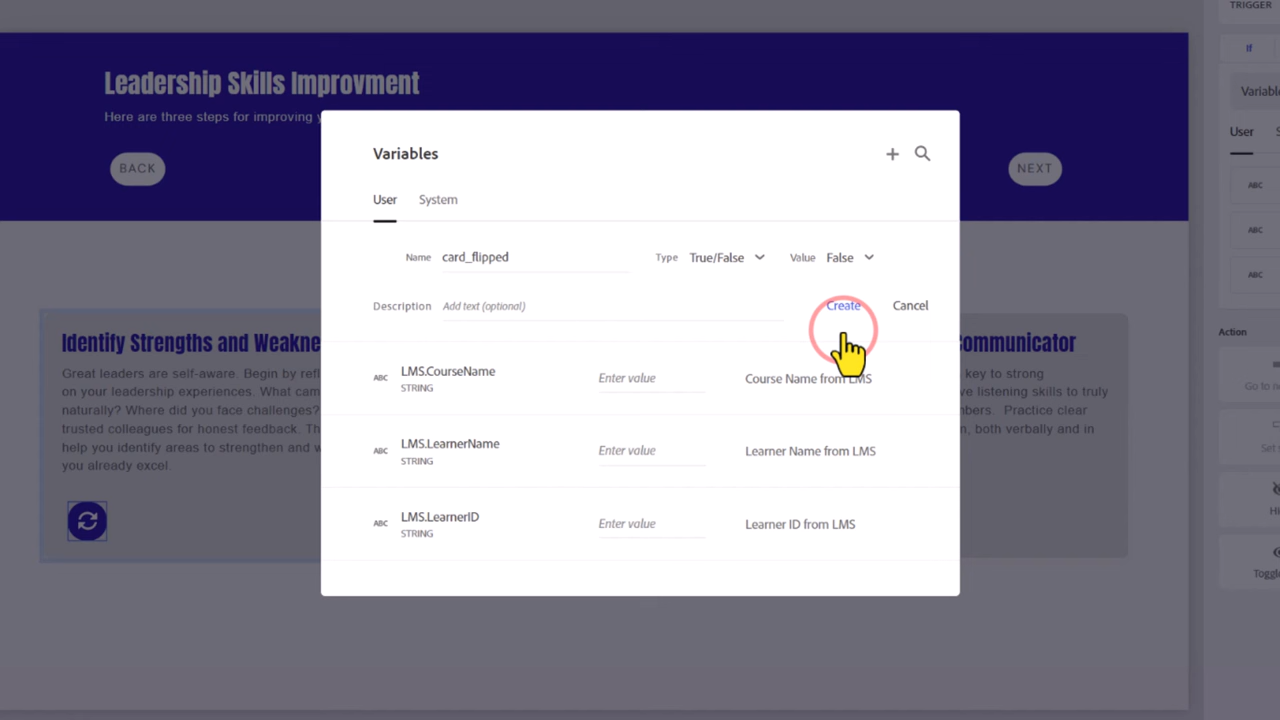 TRIGGER
Leadership Skills Improvment
If
Here are three steps for improving
Variables
BACK
NEXT
User
User System
ABC
Name card_flipped Type True/False Value False
ABC
Description Add text (optional) Create Cancel
ABC
Action
Identify Strengths and Weakne
ommunicator
Great leaders are self-aware. Begin by refl
key to strong
LMS.CourseName
ABC Enter value Course Name from LMS
STRING
on your leadership experiences. What cam
ve listening skills to truly
naturally? Where did you face challenges?
mbers. Practice clear
trusted colleagues for honest feedback. Th
n, both verbally and in
help you identify areas to strengthen and w
you already excel.
LMS.LearnerName
ABC Enter value Learner Name from LMS
STRING
LMS.LearnerID
ABC Enter value Learner ID from LMS
STRING